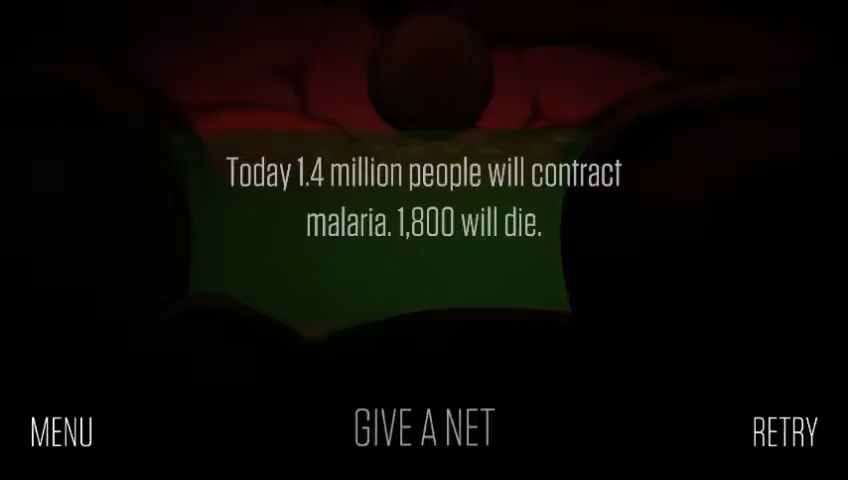 Today 1.4 million people will contract
malaria. 1,800 will die.
MENU
GIVE A NET
RETRY